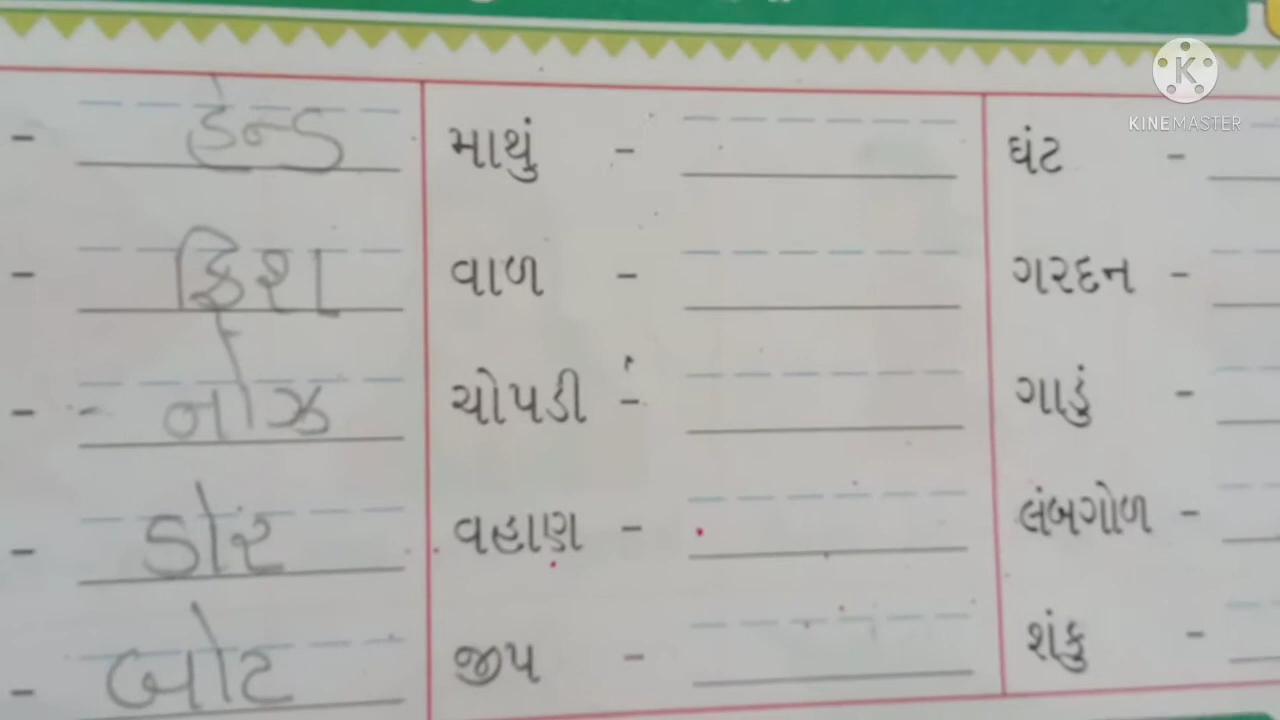 KINEMASTER
- હેન્ડ માથું - ઘંટ -
- ફિશ વાળ - ગરદન -
- નોઝ ચોપડી - ગાડું -
- ડોર વહાણ - લંબગોળ -
- બોટ જીપ - શંકુ -